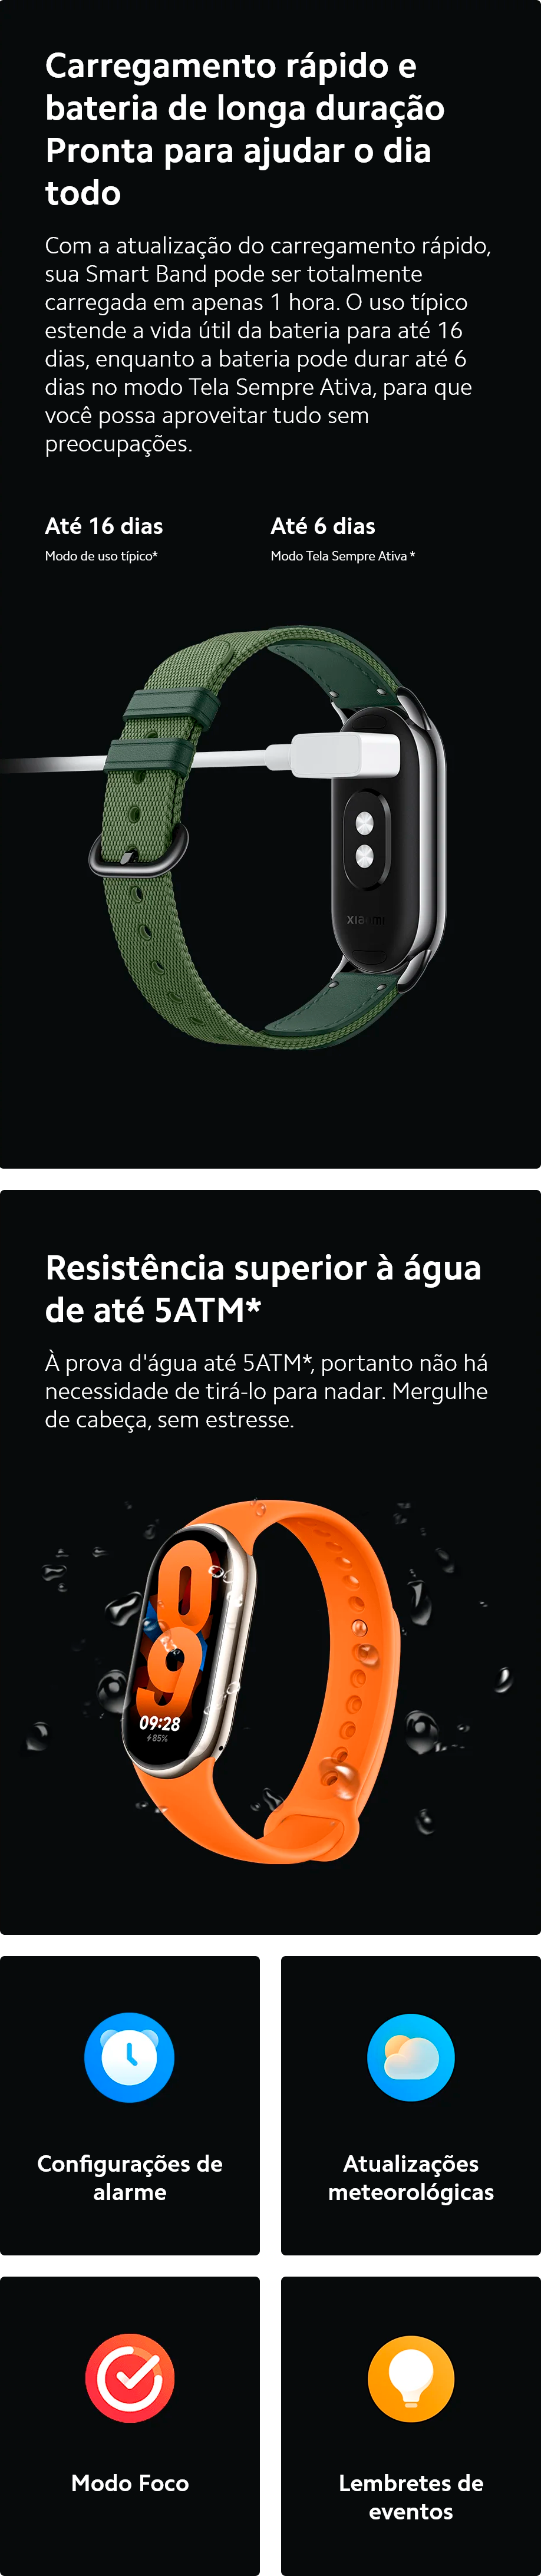 Carregamento rápido e
bateria de longa duração
Pronta para ajudar o dia
todo
Com a atualização do carregamento rápido,
sua Smart Band pode ser totalmente
carregada em apenas 1 hora. O uso típico
estende a vida útil da bateria para até 16
dias, enquanto a bateria pode durar até 6
dias no modo Tela Sempre Ativa, para que
você possa aproveitar tudo sem
preocupações.
Até 16 dias
Até 6 dias
Modo de uso típico*
Modo Tela Sempre Ativa *
xiaomi
Resistência superior à água
de até 5ATM*
À prova d'água até 5ATM*, portanto não há
necessidade de tirá-lo para nadar. Mergulhe
de cabeça, sem estresse.
09
09:28
85%
Configurações de
alarme
Atualizações
meteorológicas
Modo Foco
Lembretes de
eventos